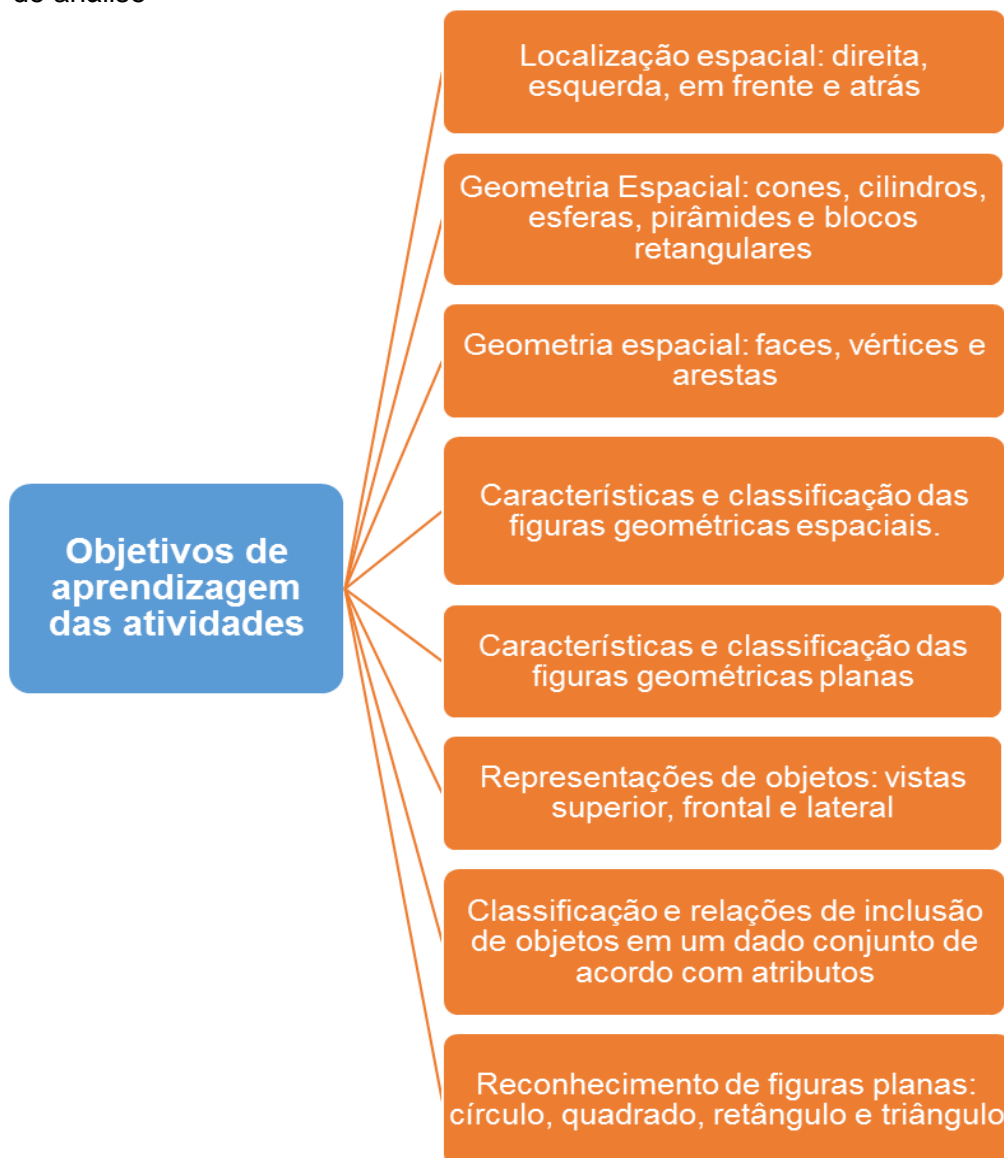 de análise
Localização espacial: direita,
esquerda, em frente e atrás
Geometria Espacial: cones, cilindros,
esferas, pirâmides e blocos
retangulares
Geometria espacial: faces, vértices e
arestas
Características e classificação das
figuras geométricas espaciais.
Objetivos de
aprendizagem
das atividades
Características e classificação das
figuras geométricas planas
Representações de objetos: vistas
superior, frontal e lateral
Classificação e relações de inclusão
de objetos em um dado conjunto de
acordo com atributos
Reconhecimento de figuras planas:
círculo, quadrado, retângulo e triângulo